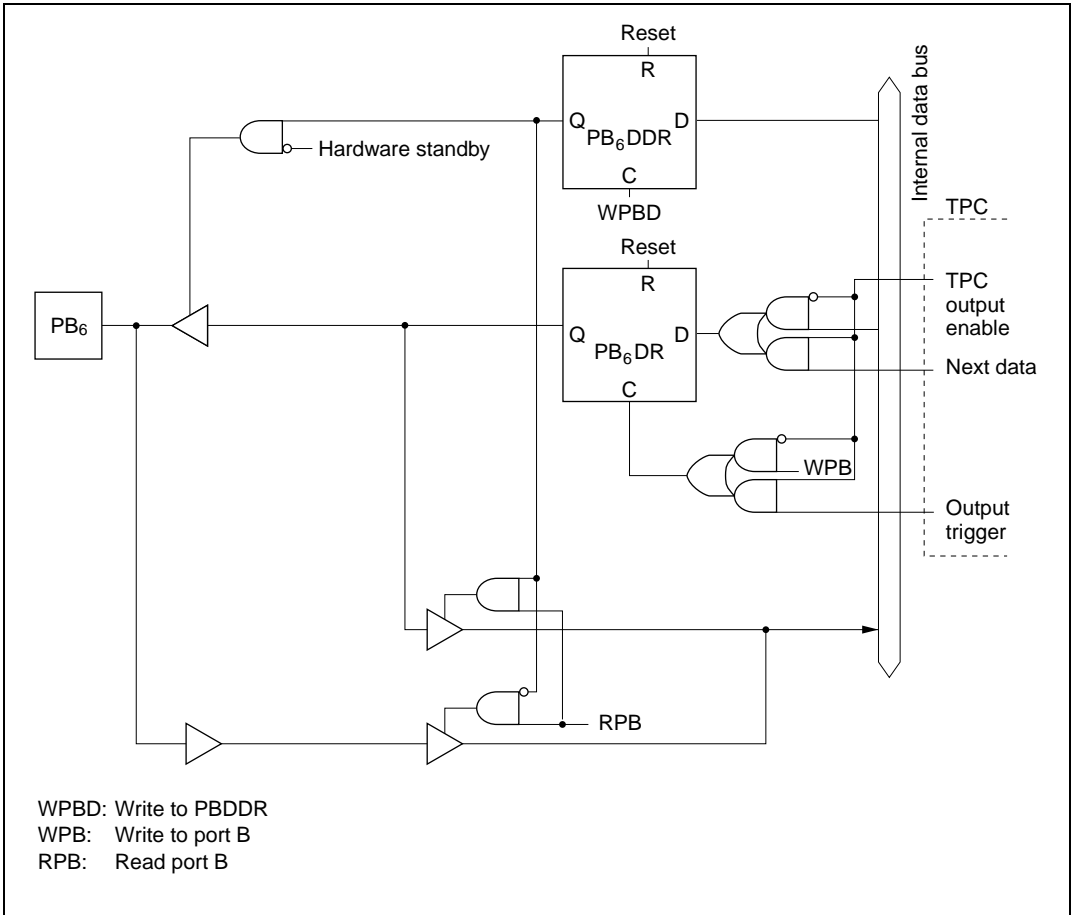 Reset
R
Q
D
PB6DDR
C
WPBD
Hardware standby
Internal data bus
TPC
Reset
R
TPC
output
enable
PB6
Q
D
PB6DR
C
Next data
WPB
Output
trigger
RPB
WPBD: Write to PBDDR
WPB: Write to port B
RPB: Read port B